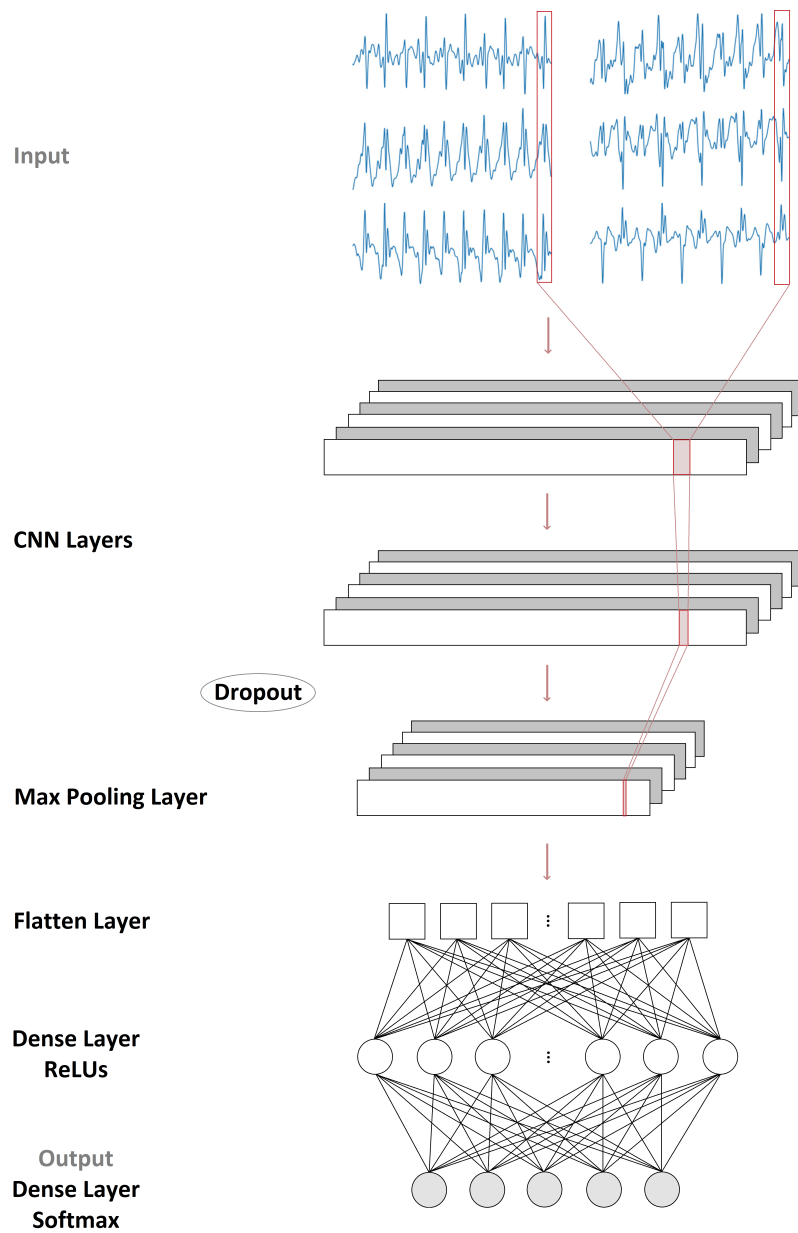 Input
CNN Layers
Dropout
Max Pooling Layer
Flatten Layer
Dense Layer
ReLUs
Output
Dense Layer
Softmax